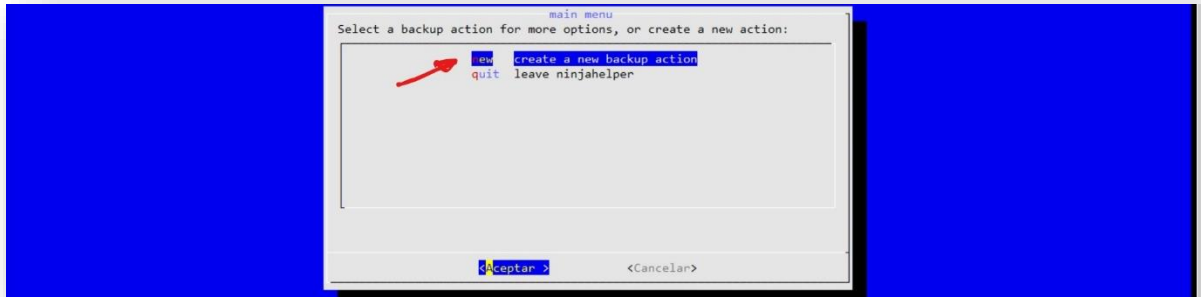 main menu
Select a backup action for more options, or create a new action:
new create a new backup action
quit leave ninjahelper
<Aceptar > <Cancelar>